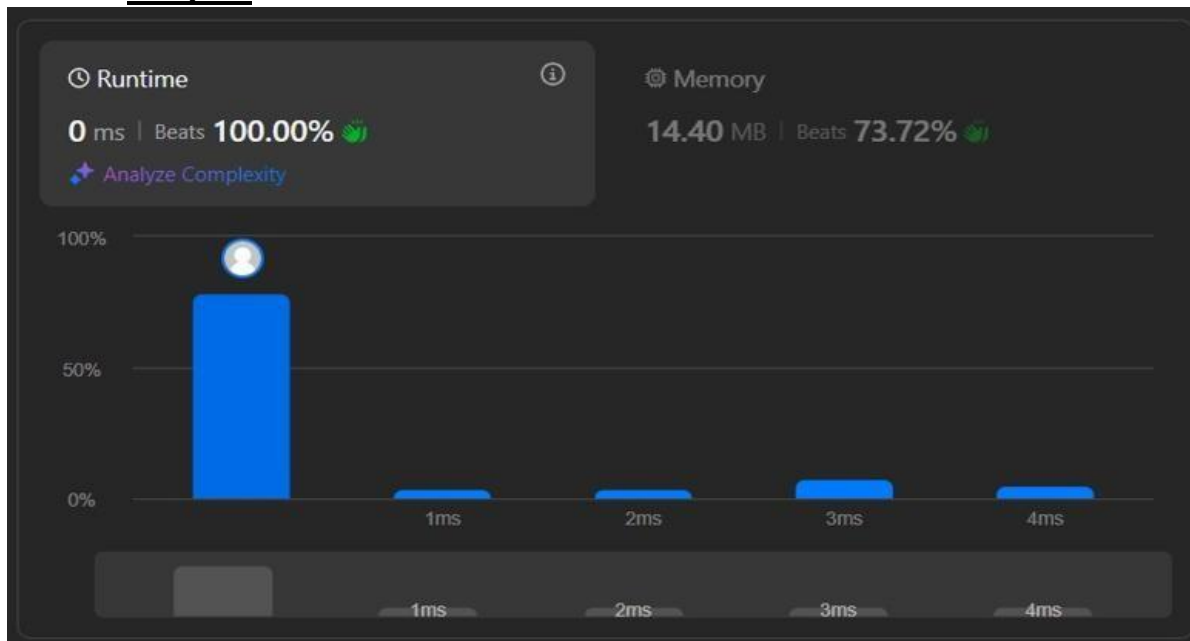 Runtime
0 ms | Beats 100.00%
Analyze Complexity
Memory
14.40 MB | Beats 73.72%
100%
50%
0%
1ms 2ms 3ms 4ms
1ms 2ms 3ms 4ms